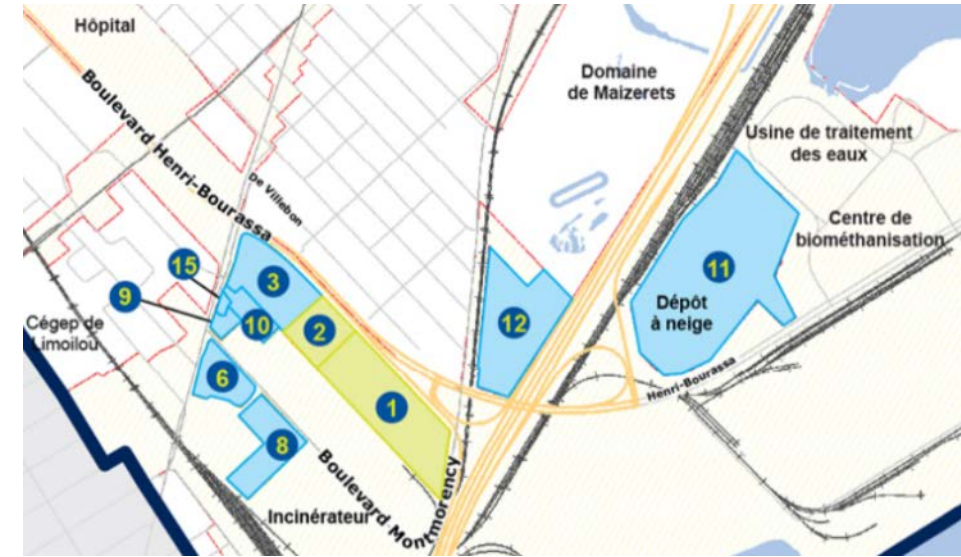 Hôpital
Domaine
de Maizerets
Boulevard Henri-Bourassa
Usine de traitement
des eaux
De Villebon
Centre de
biométhanisation
15
3
11
9
Dépôt
à neige
Cégep de
Limoilou
10
2
12
6
1
Henri-Bourassa
8
Boulevard Montmorency
Incinérateur